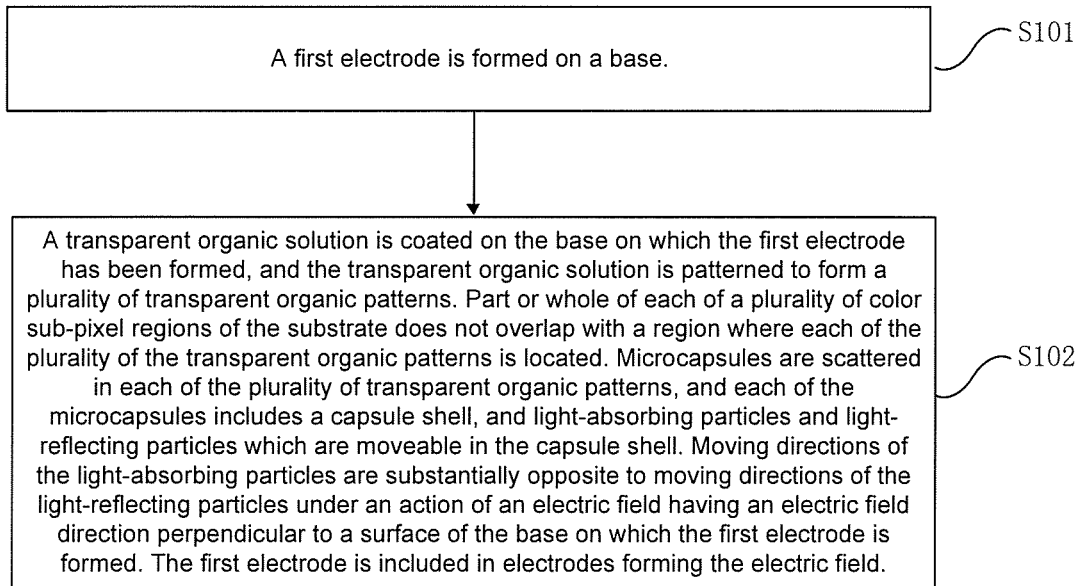 A first electrode is formed on a base.
S101
A transparent organic solution is coated on the base on which the first electrode
has been formed, and the transparent organic solution is patterned to form a
plurality of transparent organic patterns. Part or whole of each of a plurality of color
sub-pixel regions of the substrate does not overlap with a region where each of the
plurality of the transparent organic patterns is located. Microcapsules are scattered
in each of the plurality of transparent organic patterns, and each of the
microcapsules includes a capsule shell, and light-absorbing particles and light-
reflecting particles which are moveable in the capsule shell. Moving directions of
the light-absorbing particles are substantially opposite to moving directions of the
light-reflecting particles under an action of an electric field having an electric field
direction perpendicular to a surface of the base on which the first electrode is
formed. The first electrode is included in electrodes forming the electric field.
S102